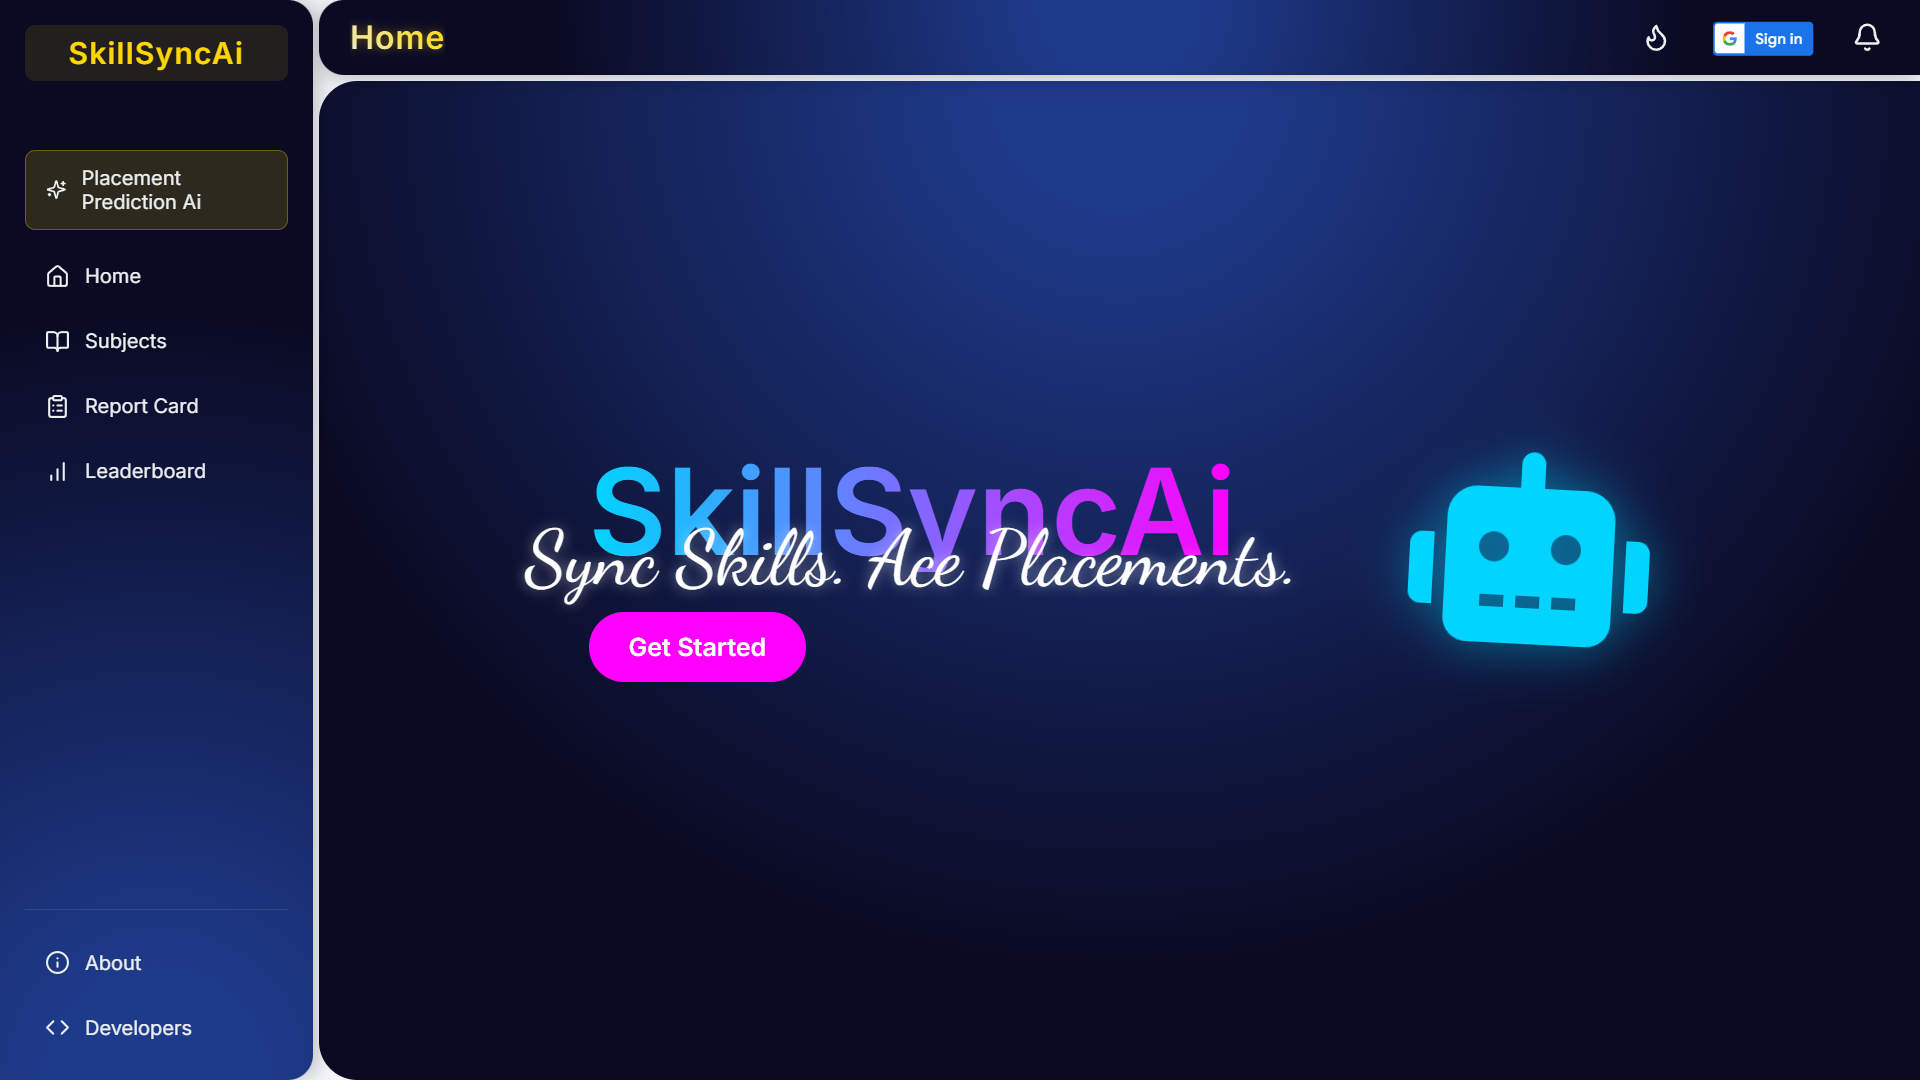 SkillSyncAi
Placement
Prediction Ai
Home
Subjects
Report Card
Leaderboard
About
Developers
Home
Sign in
SkillSyncAi
Sync Skills. Ace Placements.
Get Started